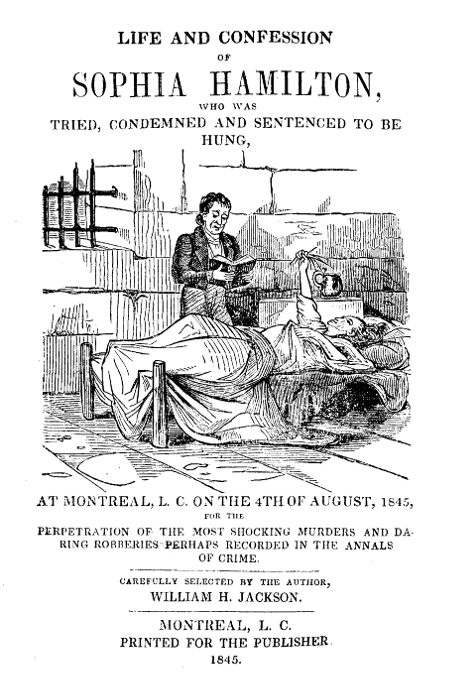 LIFE AND CONFESSION
OF
SOPHIA HAMILTON,
WHO WAS
TRIED, CONDEMNED AND SENTENCED TO BE
HUNG,
AT MONTREAL, L. C. ON THE 4TH OF AUGUST, 1845,
FOR THE
PERPETRATION OF THE MOST SHOCKING MURDERS AND DA-
RING ROBBERIES PERHAPS RECORDED IN THE ANNALS
OF CRIME.
CAREFULLY SELECTED BY THE AUTHOR,
WILLIAM H. JACKSON.
MONTREAL, L. C.
PRINTED FOR THE PUBLISHER
1845.